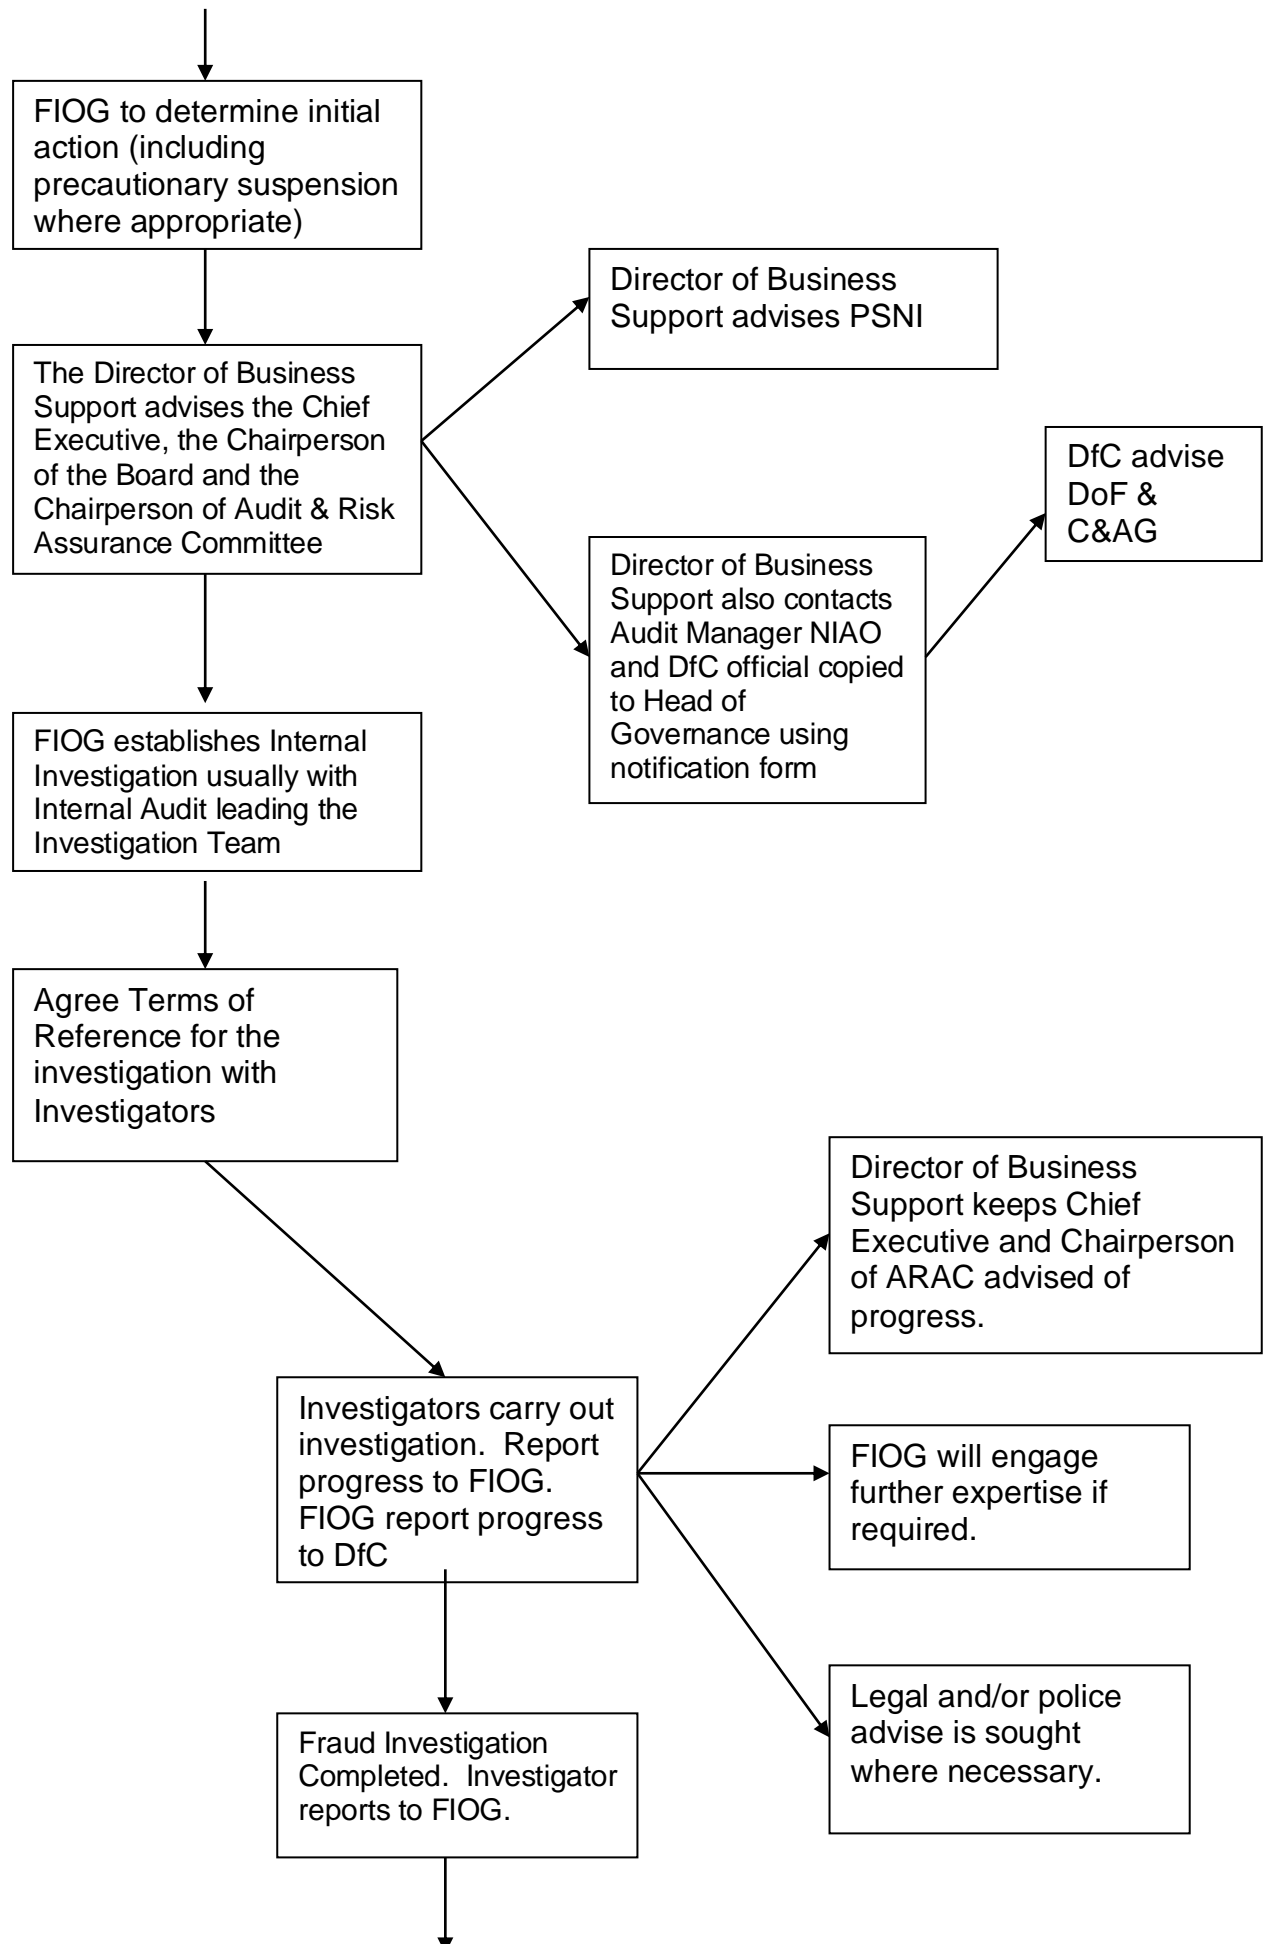 FIOG to determine initial
action (including
precautionary suspension
where appropriate)
Director of Business
Support advises PSNI
The Director of Business
Support advises the Chief
Executive, the Chairperson
of the Board and the
Chairperson of Audit & Risk
Assurance Committee
DfC advise
DoF &
C&AG
Director of Business
Support also contacts
Audit Manager NIAO
and DfC official copied
to Head of
Governance using
notification form
FIOG establishes Internal
Investigation usually with
Internal Audit leading the
Investigation Team
Agree Terms of
Reference for the
investigation with
Investigators
Director of Business
Support keeps Chief
Executive and Chairperson
of ARAC advised of
progress.
Investigators carry out
investigation.  Report
progress to FIOG.
FIOG report progress
to DfC
FIOG will engage
further expertise if
required.
Legal and/or police
advise is sought
where necessary.
Fraud Investigation
Completed.  Investigator
reports to FIOG.